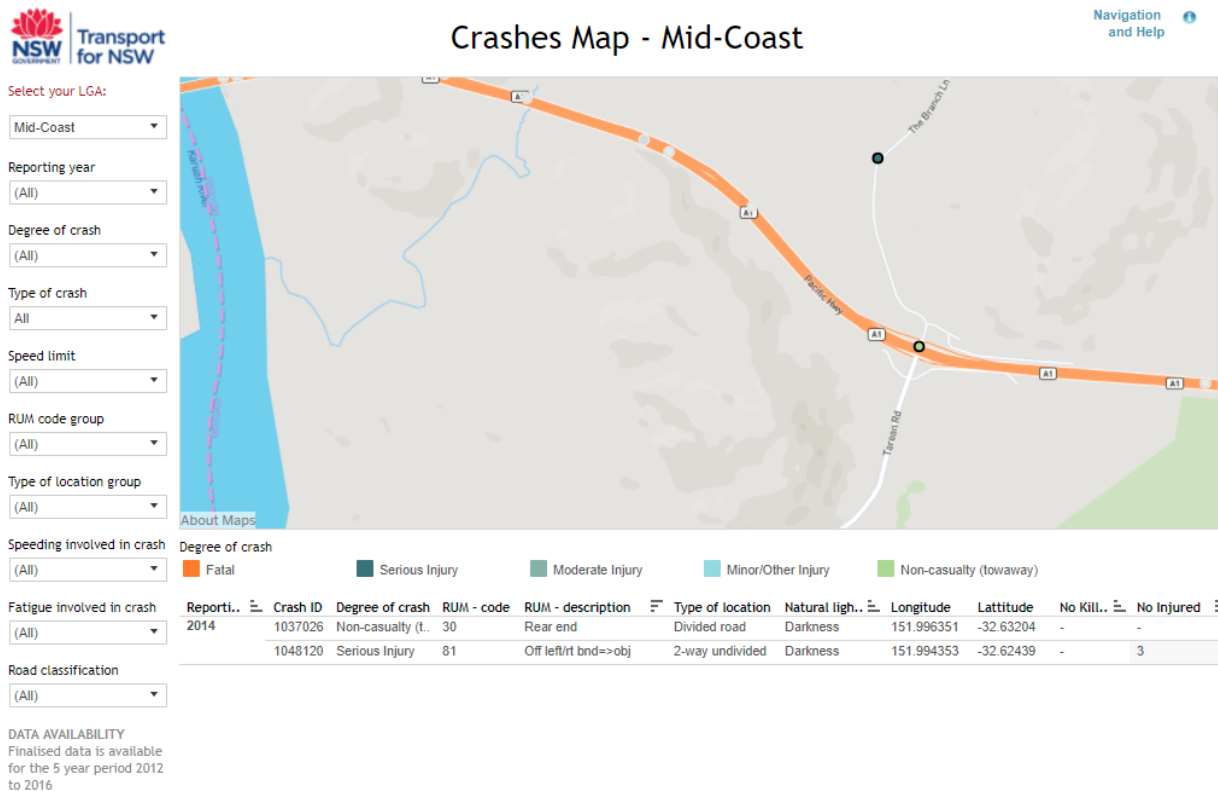 NSW
GOVERNMENT
Transport
for NSW
Crashes Map - Mid-Coast
Navigation
and Help
Select your LGA:
Mid-Coast
Reporting year
(All)
Degree of crash
(All)
Type of crash
All
Speed limit
(All)
RUM code group
(All)
Type of location group
(All)
Speeding involved in crash
(All)
Fatigue involved in crash
(All)
Road classification
(All)
DATA AVAILABILITY
Finalised data is available
for the 5 year period 2012
to 2016
Karuah River
The Branch Ln
A1
A1
Pacific Hwy
A1
A1
A1
Tarean Rd
About Maps
Degree of crash
Fatal
Serious Injury
Moderate Injury
Minor/Other Injury
Non-casualty (towaway)
Reporti.. Crash ID Degree of crash RUM - code RUM - description Type of location Natural ligh.. Longitude Lattitude No Kill.. No Injured
2014 1037026 Non-casualty (t.. 30 Rear end Divided road Darkness 151.996351 -32.63204 - -
1048120 Serious Injury 81 Off left/rt bnd=>obj 2-way undivided Darkness 151.994353 -32.62439 - 3